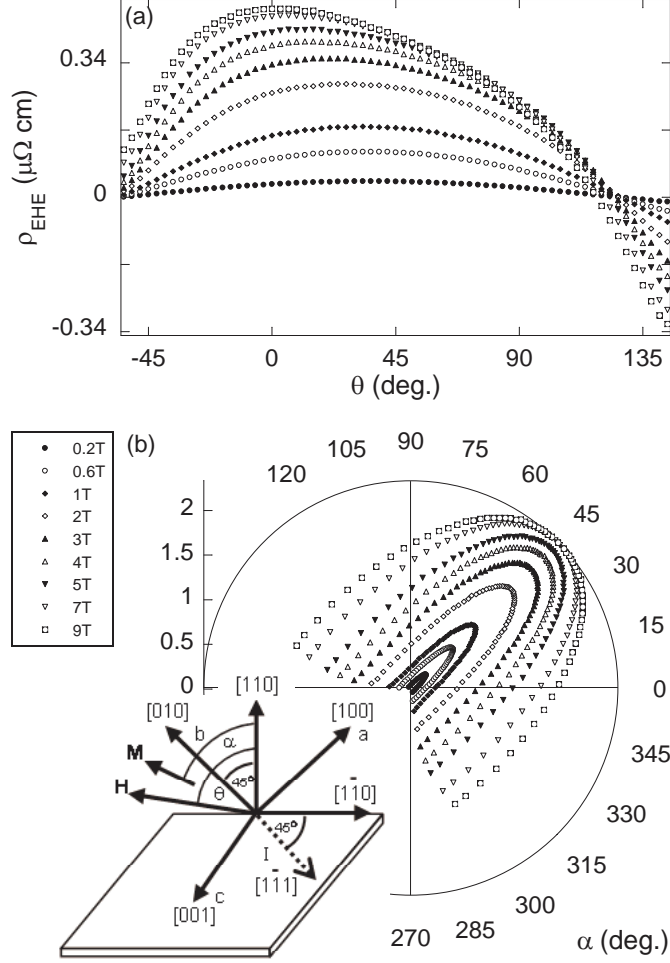 (a)
0.34
0
-0.34
ρEHE (μΩ cm)
-45 0 45 90 135
θ (deg.)
0.2T
0.6T
1T
2T
3T
4T
5T
7T
9T
(b)
120 105 90 75 60 45 30 15 0 345 330 315 300 285 270
α (deg.)
2
1.5
1
0.5
0
[110]
[010] b α [100]
a
M
H
θ 45°
[1̄10]
45°
I
[1̄11]
c
[001]